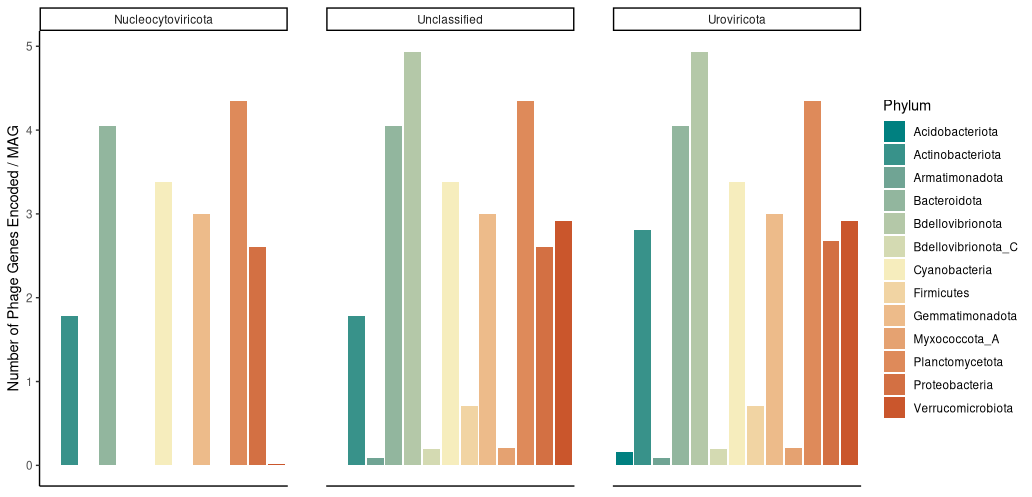 Nucleocytoviricota
Unclassified
Uroviricota
Number of Phage Genes Encoded / MAG
5
4
3
2
1
0
Phylum
Acidobacteriota
Actinobacteriota
Armatimonadota
Bacteroidota
Bdellovibrionota
Bdellovibrionota_C
Cyanobacteria
Firmicutes
Gemmatimonadota
Myxococcota_A
Planctomycetota
Proteobacteria
Verrucomicrobiota